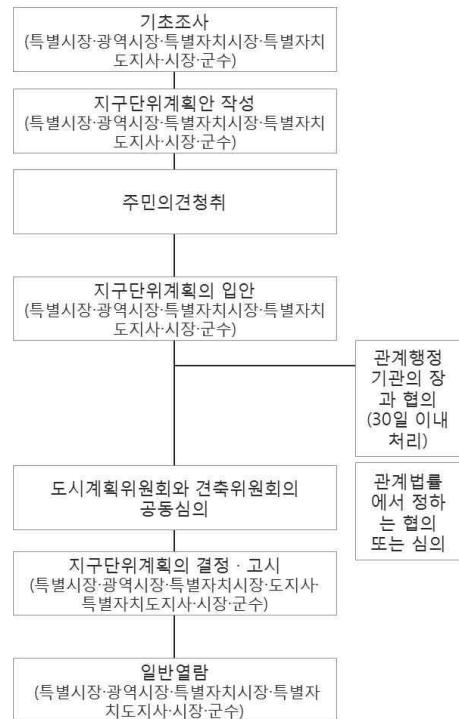 기초조사
(특별시장·광역시장·특별자치시장·특별자치
도지사·시장·군수)
지구단위계획안 작성
(특별시장·광역시장·특별자치시장·특별자치
도지사·시장·군수)
주민의견청취
지구단위계획의 입안
(특별시장·광역시장·특별자치시장·특별자치
도지사·시장·군수)
관계행정
기관의 장
과 협의
(30일 이내
처리)
도시계획위원회와 견축위원회의
공동심의
관계법률
에서 정하
는 협의
또는 심의
지구단위계획의 결정 · 고시
(특별시장·광역시장·특별자치시장·도지사·
특별자치도지사·시장·군수)
일반열람
(특별시장·광역시장·특별자치시장·특별자
치도지사·시장·군수)